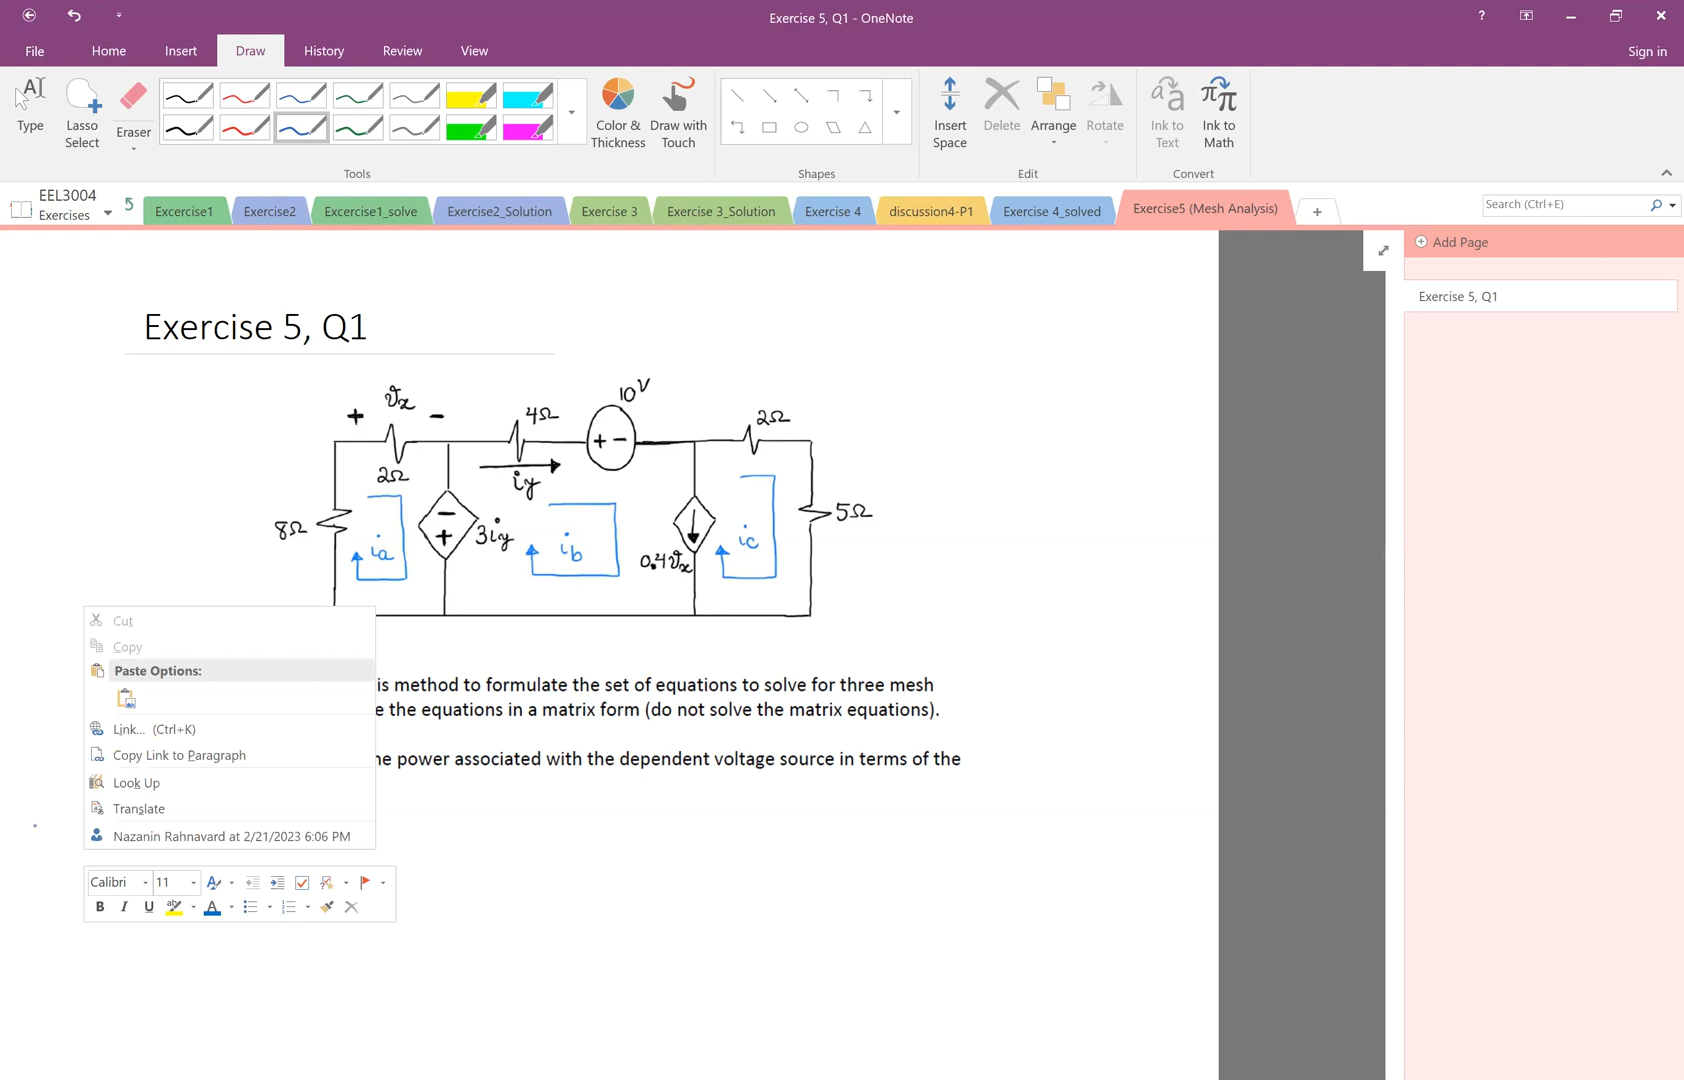 Exercise 5, Q1 - OneNote
?
File
Home
Insert
Draw
History
Review
View
Sign in
Type
Lasso Select
Eraser
Color & Thickness
Draw with Touch
Insert Space
Delete
Arrange
Rotate
Ink to Text
Ink to Math
Tools
Shapes
Edit
Convert
EEL3004
Exercises
Excercise1
Exercise2
Excercise1_solve
Exercise2_Solution
Exercise 3
Exercise 3_Solution
Exercise 4
discussion4-P1
Exercise 4_solved
Exercise5 (Mesh Analysis)
+
Search (Ctrl+E)
Add Page
Exercise 5, Q1
Exercise 5, Q1
+ 𝑣x -
4Ω
10V
2Ω
+ -
2Ω
iy
8Ω
ia
- +
3iy
ib
0.4𝑣x
ic
5Ω
Cut
Copy
Paste Options:
is method to formulate the set of equations to solve for three mesh
e the equations in a matrix form (do not solve the matrix equations).
Link... (Ctrl+K)
Copy Link to Paragraph
he power associated with the dependent voltage source in terms of the
Look Up
Translate
Nazanin Rahnavard at 2/21/2023 6:06 PM
Calibri
11
B I U